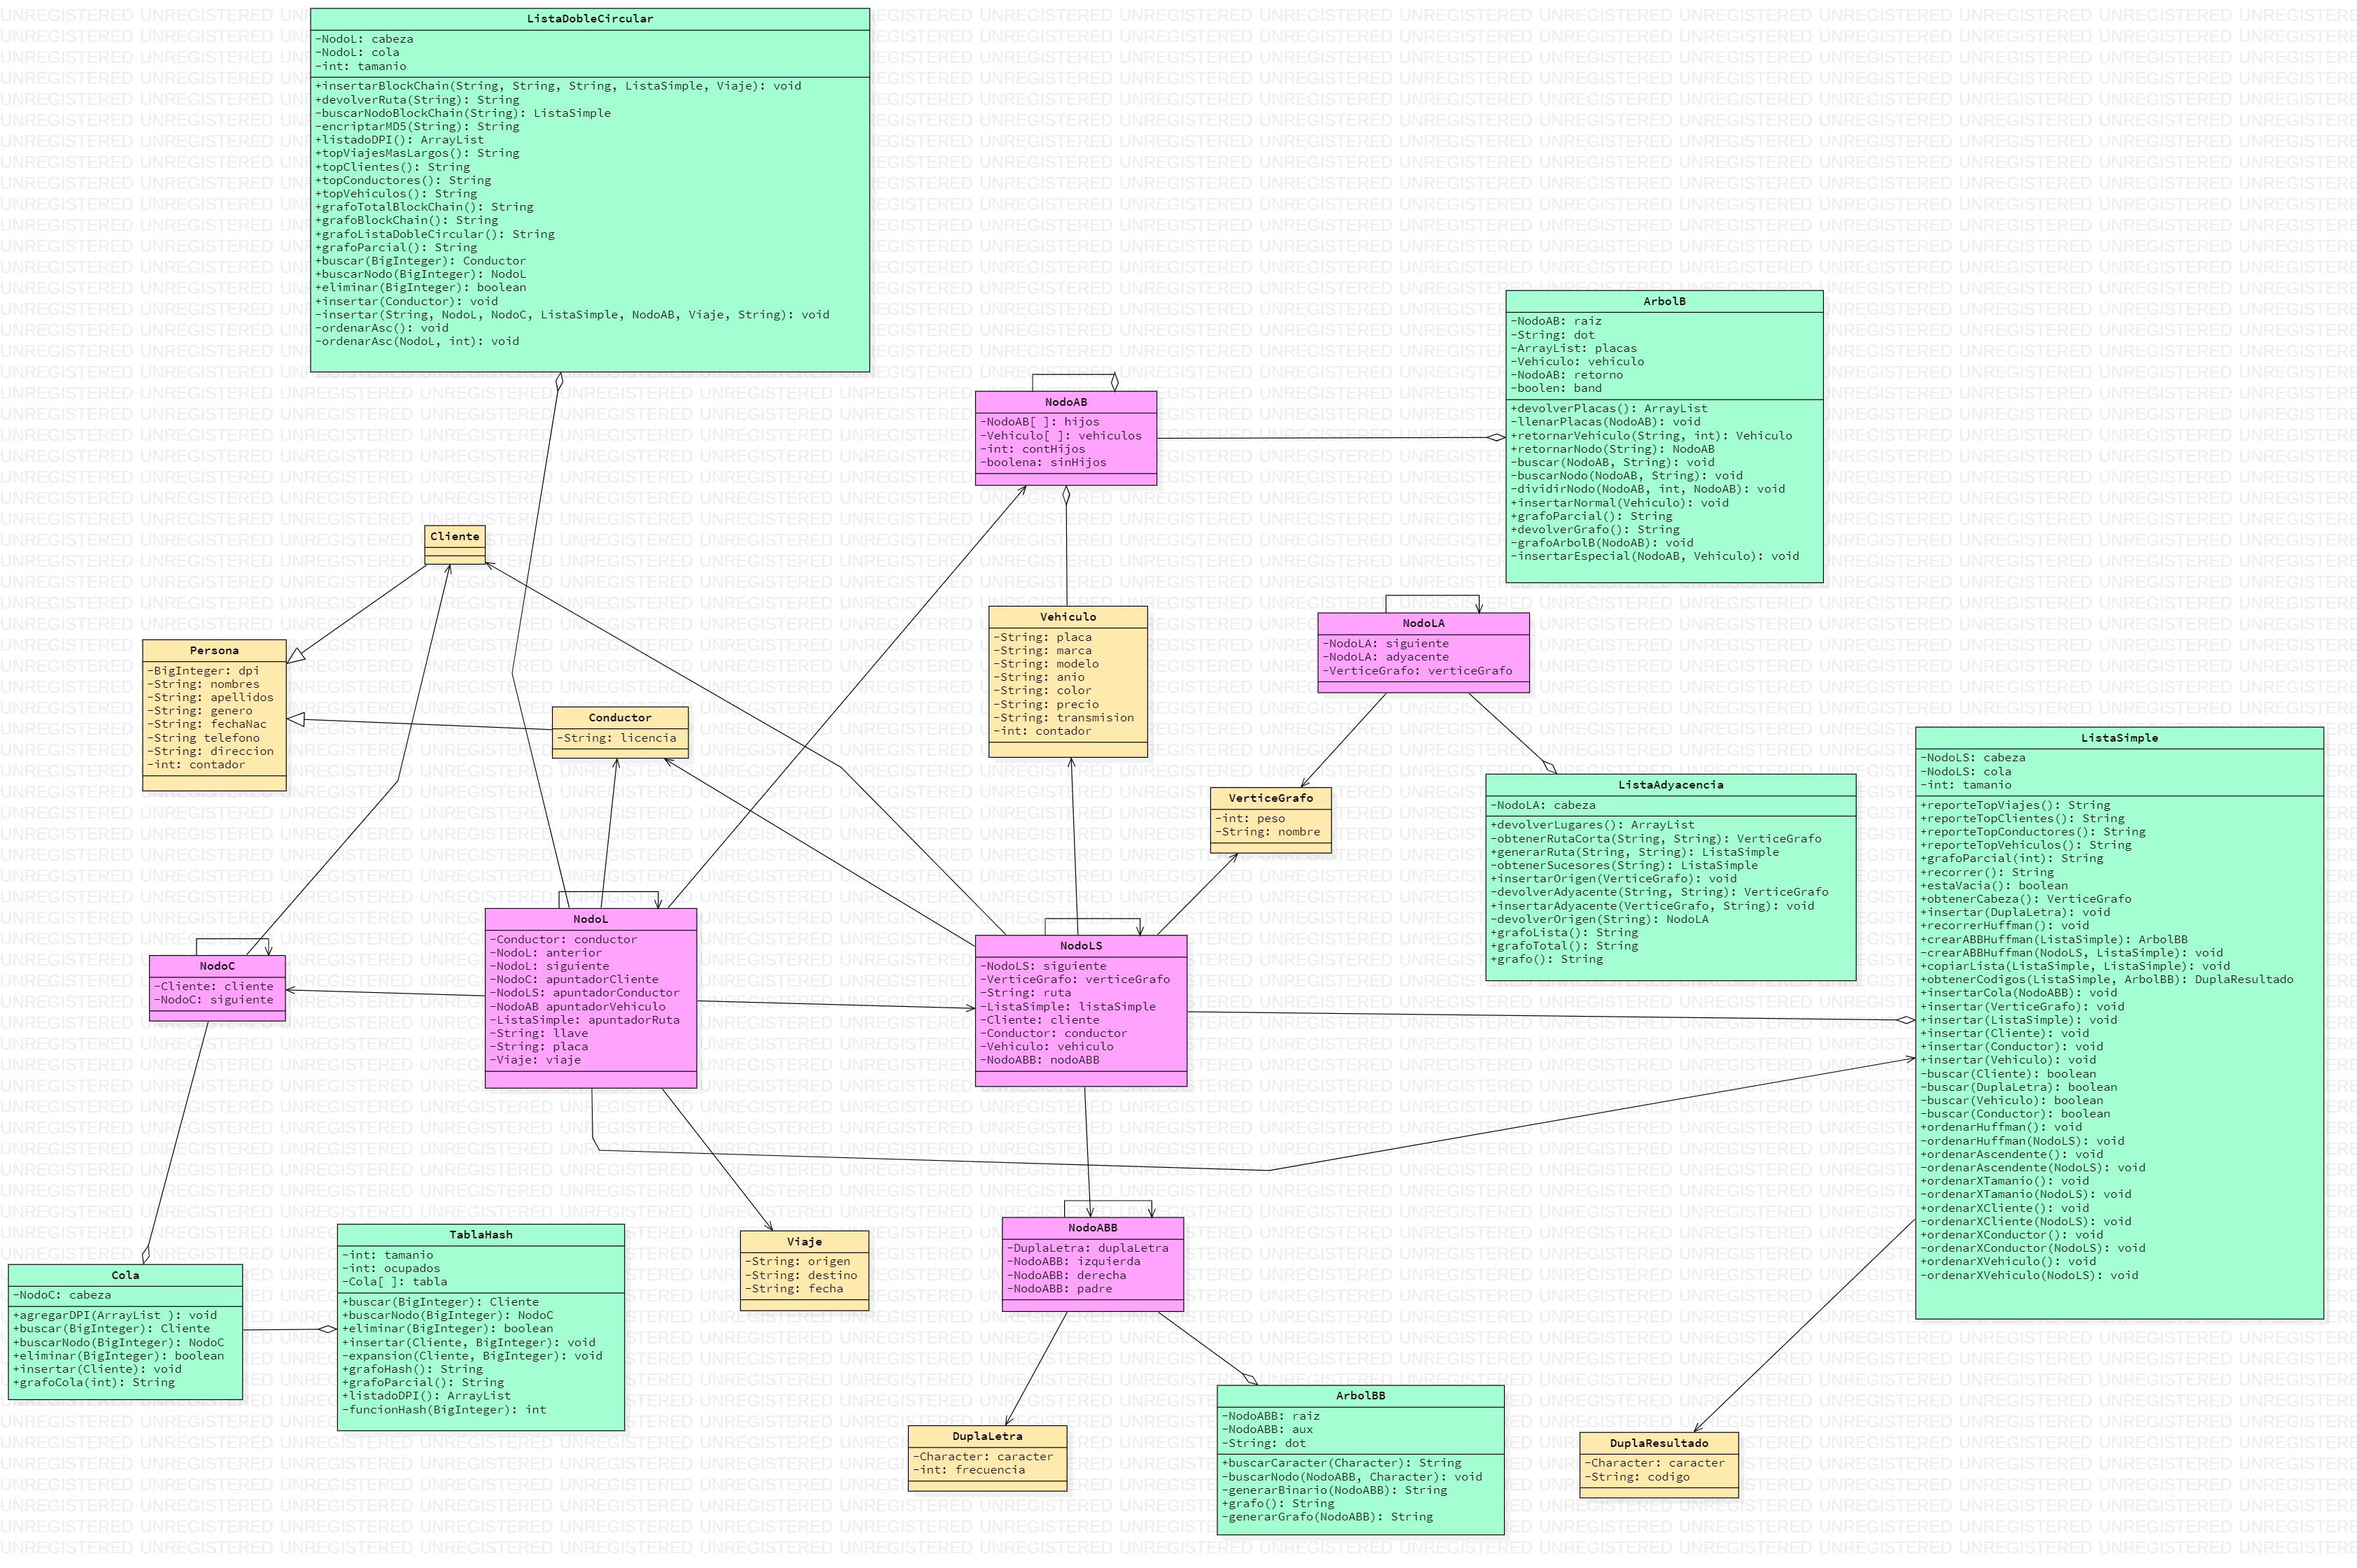 ListaDobleCircular
-NodoL: cabeza
-NodoL: cola
-int: tamanio
+insertarBlockChain(String, String, String, ListaSimple, Viaje): void
+devolverRuta(String): String
-buscarNodoBlockChain(String): ListaSimple
-encriptarMD5(String): String
+listadoDPI(): ArrayList
+topViajesMasLargos(): String
+topClientes(): String
+topConductores(): String
+topVehiculos(): String
+grafoTotalBlockChain(): String
+grafoBlockChain(): String
+grafoListaDobleCircular(): String
+grafoParcial(): String
+buscar(BigInteger): Conductor
+buscarNodo(BigInteger): NodoL
+eliminar(BigInteger): boolean
+insertar(Conductor): void
-insertar(String, NodoL, NodoC, ListaSimple, NodoAB, Viaje, String): void
-ordenarAsc(): void
-ordenarAsc(NodoL, int): void
ArbolB
-NodoAB: raiz
-String: dot
-ArrayList: placas
-Vehiculo: vehiculo
-NodoAB: retorno
-boolen: band
+devolverPlacas(): ArrayList
-llenarPlacas(NodoAB): void
+retornarVehiculo(String, int): Vehiculo
+retornarNodo(String): NodoAB
-buscar(NodoAB, String): void
-buscarNodo(NodoAB, String): void
-dividirNodo(NodoAB, int, NodoAB): void
+insertarNormal(Vehiculo): void
+grafoParcial(): String
+devolverGrafo(): String
-grafoArbolB(NodoAB): void
-insertarEspecial(NodoAB, Vehiculo): void
NodoAB
-NodoAB[ ]: hijos
-Vehiculo[ ]: vehiculos
-int: contHijos
-boolena: sinHijos
Cliente
Persona
-BigInteger: dpi
-String: nombres
-String: apellidos
-String: genero
-String: fechaNac
-String telefono
-String: direccion
-int: contador
Conductor
-String: licencia
Vehiculo
-String: placa
-String: marca
-String: modelo
-String: anio
-String: color
-String: precio
-String: transmision
-int: contador
NodoLA
-NodoLA: siguiente
-NodoLA: adyacente
-VerticeGrafo: verticeGrafo
VerticeGrafo
-int: peso
-String: nombre
ListaAdyacencia
-NodoLA: cabeza
+devolverLugares(): ArrayList
-obtenerRutaCorta(String, String): VerticeGrafo
+generarRuta(String, String): ListaSimple
-obtenerSucesores(String): ListaSimple
+insertarOrigen(VerticeGrafo): void
-devolverAdyacente(String, String): VerticeGrafo
+insertarAdyacente(VerticeGrafo, String): void
-devolverOrigen(String): NodoLA
+grafoLista(): String
+grafoTotal(): String
+grafo(): String
ListaSimple
-NodoLS: cabeza
-NodoLS: cola
-int: tamanio
+reporteTopViajes(): String
+reporteTopClientes(): String
+reporteTopConductores(): String
+reporteTopVehiculos(): String
+grafoParcial(int): String
+recorrer(): String
+estaVacia(): boolean
+obtenerCabeza(): VerticeGrafo
+insertar(DuplaLetra): void
+recorrerHuffman(): void
+crearABBHuffman(ListaSimple): ArbolBB
-crearABBHuffman(NodoLS, ListaSimple): void
+copiarLista(ListaSimple, ListaSimple): void
+obtenerCodigos(ListaSimple, ArbolBB): DuplaResultado
+insertarCola(NodoABB): void
+insertar(VerticeGrafo): void
+insertar(ListaSimple): void
+insertar(Cliente): void
+insertar(Conductor): void
+insertar(Vehiculo): void
-buscar(Cliente): boolean
-buscar(DuplaLetra): boolean
-buscar(Vehiculo): boolean
-buscar(Conductor): boolean
+ordenarHuffman(): void
-ordenarHuffman(NodoLS): void
+ordenarAscendente(): void
-ordenarAscendente(NodoLS): void
+ordenarXTamanio(): void
-ordenarXTamanio(NodoLS): void
+ordenarXCliente(): void
-ordenarXCliente(NodoLS): void
+ordenarXConductor(): void
-ordenarXConductor(NodoLS): void
+ordenarXVehiculo(): void
-ordenarXVehiculo(NodoLS): void
NodoC
-Cliente: cliente
-NodoC: siguiente
NodoL
-Conductor: conductor
-NodoL: anterior
-NodoL: siguiente
-NodoC: apuntadorCliente
-NodoLS: apuntadorConductor
-NodoAB apuntadorVehiculo
-ListaSimple: apuntadorRuta
-String: llave
-String: placa
-Viaje: viaje
NodoLS
-NodoLS: siguiente
-VerticeGrafo: verticeGrafo
-String: ruta
-ListaSimple: listaSimple
-Cliente: cliente
-Conductor: conductor
-Vehiculo: vehiculo
-NodoABB: nodoABB
Cola
-NodoC: cabeza
+agregarDPI(ArrayList ): void
+buscar(BigInteger): Cliente
+buscarNodo(BigInteger): NodoC
+eliminar(BigInteger): boolean
+insertar(Cliente): void
+grafoCola(int): String
TablaHash
-int: tamanio
-int: ocupados
-Cola[ ]: tabla
+buscar(BigInteger): Cliente
+buscarNodo(BigInteger): NodoC
+eliminar(BigInteger): boolean
+insertar(Cliente, BigInteger): void
-expansion(Cliente, BigInteger): void
+grafoHash(): String
+grafoParcial(): String
+listadoDPI(): ArrayList
-funcionHash(BigInteger): int
Viaje
-String: origen
-String: destino
-String: fecha
NodoABB
-DuplaLetra: duplaLetra
-NodoABB: izquierda
-NodoABB: derecha
-NodoABB: padre
DuplaLetra
-Character: caracter
-int: frecuencia
ArbolBB
-NodoABB: raiz
-NodoABB: aux
-String: dot
+buscarCaracter(Character): String
-buscarNodo(NodoABB, Character): void
-generarBinario(NodoABB): String
+grafo(): String
-generarGrafo(NodoABB): String
DuplaResultado
-Character: caracter
-String: codigo
UNREGISTERED